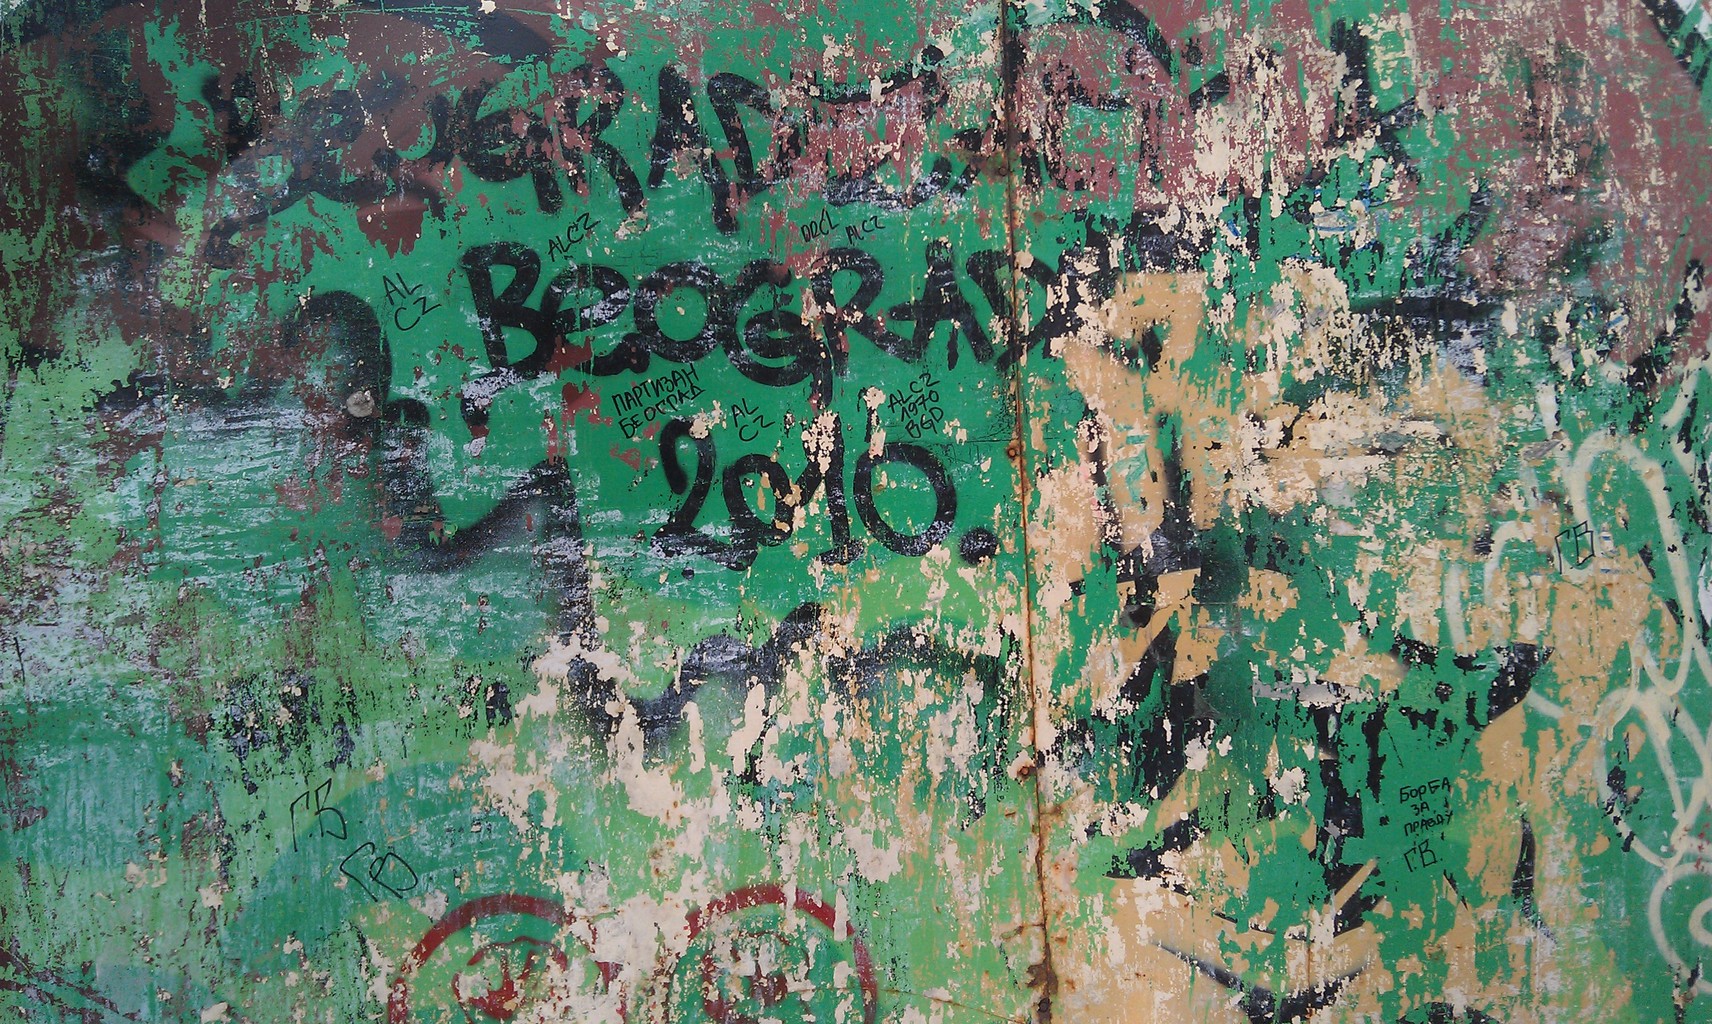 BEOGRAD
ALCZ
DRCL
ALCZ
AL
CZ
BEOGRAD
ПАРТИЗАН
БЕОГРАД
AL
CZ
ALCZ
1970
BGD
2010.
ГВ
ГВ
БОРБА
ЗА
ПРАВДУ
ГВ
ГВ